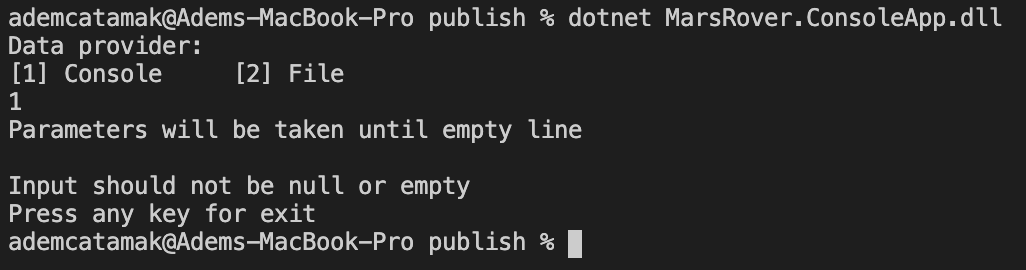 ademcatamak@Adems-MacBook-Pro publish % dotnet MarsRover.ConsoleApp.dll
Data provider:
[1] Console     [2] File
1
Parameters will be taken until empty line
Input should not be null or empty
Press any key for exit
ademcatamak@Adems-MacBook-Pro publish %